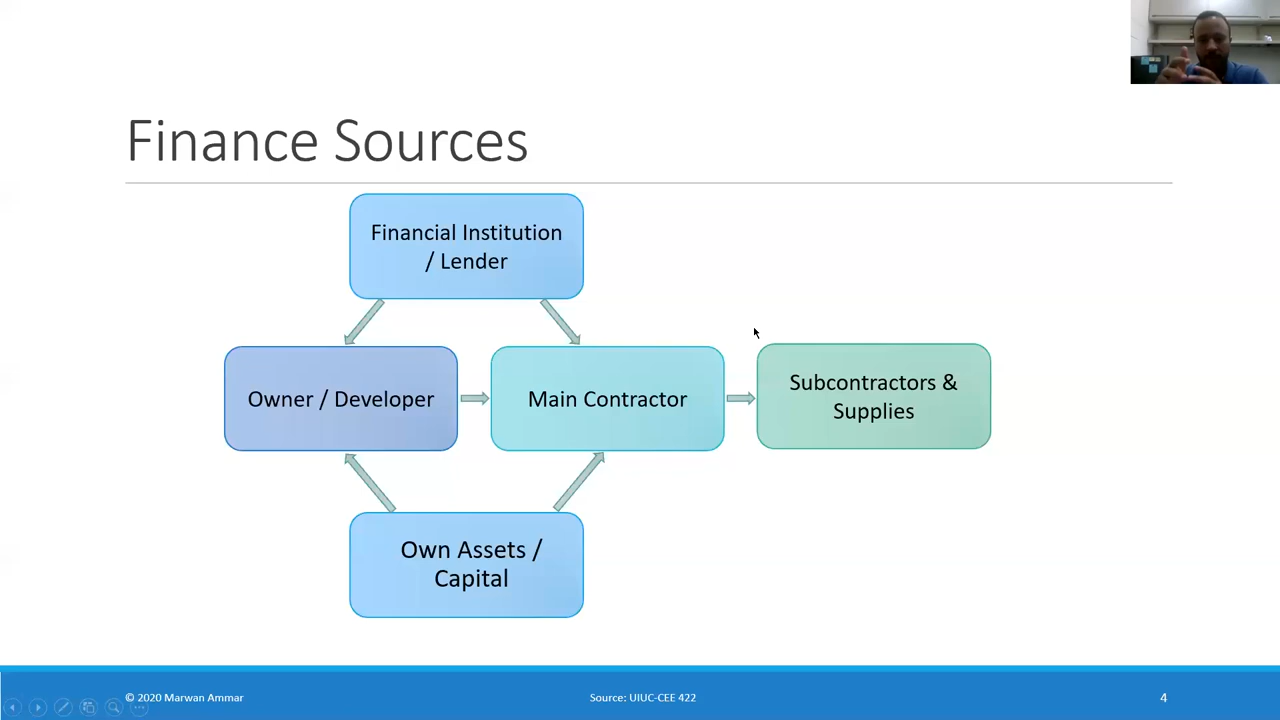 Finance Sources
Financial Institution
/ Lender
Owner / Developer
Main Contractor
Subcontractors &
Supplies
Own Assets /
Capital
© 2020 Marwan Ammar
Source: UIUC-CEE 422
4